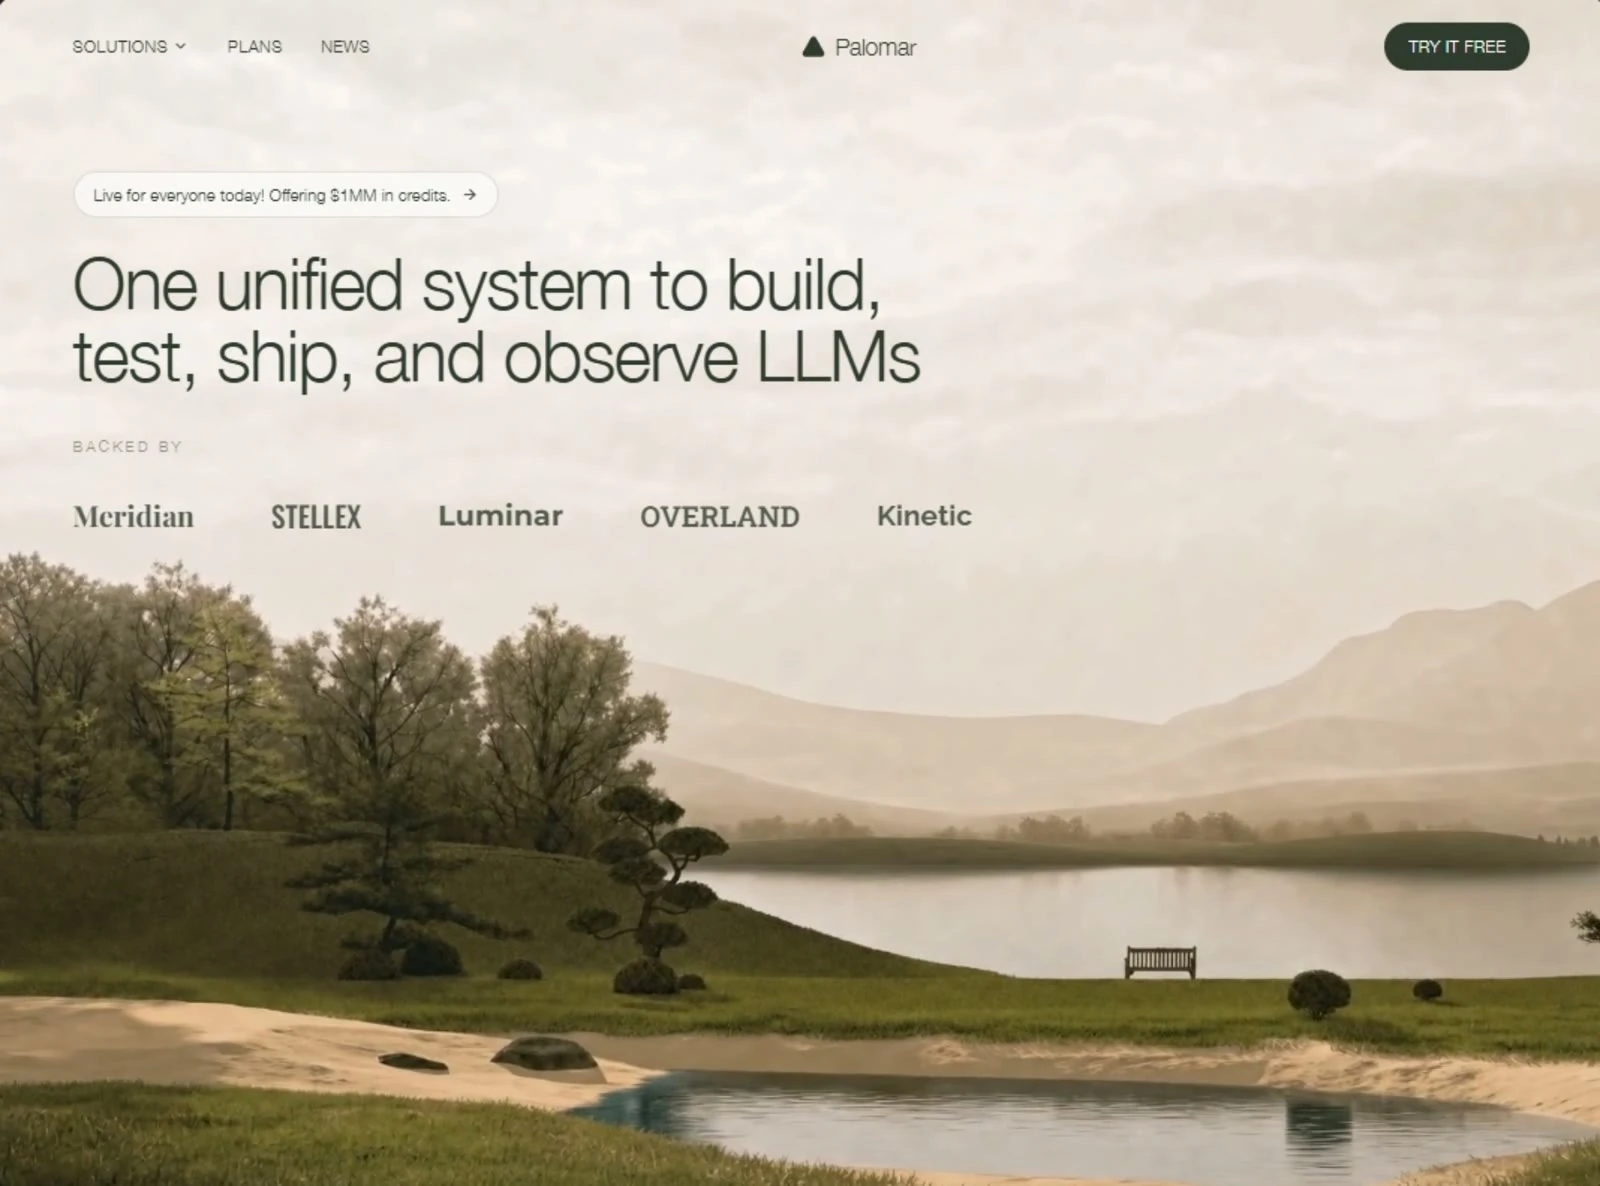 SOLUTIONS PLANS NEWS
Palomar
TRY IT FREE
Live for everyone today! Offering $1MM in credits. →
One unified system to build,
test, ship, and observe LLMs
BACKED BY
Meridian STELLEX Luminar OVERLAND Kinetic